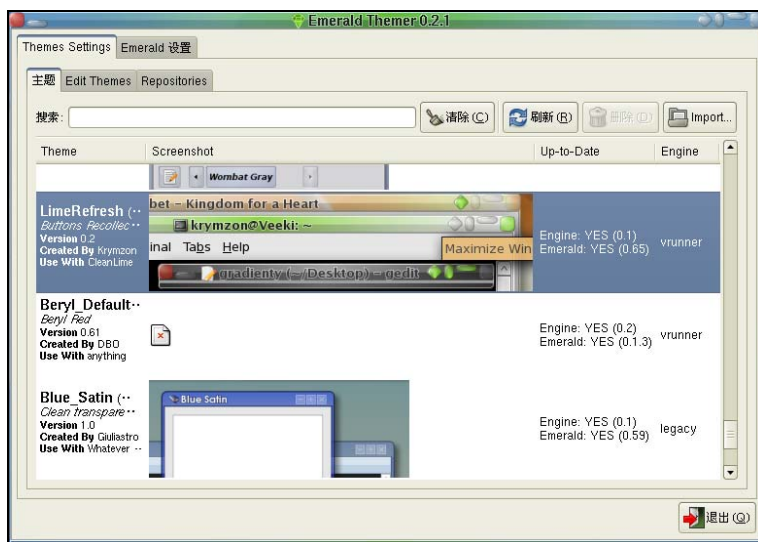 Emerald Themer 0.2.1
Themes Settings Emerald 设置
主题 Edit Themes Repositories
搜索: 清除(C) 刷新(R) 删除(D) Import...
Theme Screenshot Up-to-Date Engine
Wombat Gray
LimeRefresh (··
Buttons Recollec··
Version 0.2
Created By Krymzon
Use With CleanLime
bet - Kingdom for a Heart
krymzon@Veeki: ~
inal Tabs Help
Maximize Win
gradienty (~/Desktop) - gedit
Engine: YES (0.1)
Emerald: YES (0.65)
vrunner
Beryl_Default··
Beryl Red
Version 0.61
Created By DBO
Use With anything
Engine: YES (0.2)
Emerald: YES (0.1.3)
vrunner
Blue_Satin (··
Clean transpare··
Version 1.0
Created By Giuliastro
Use With Whatever ··
Blue Satin
Engine: YES (0.1)
Emerald: YES (0.59)
legacy
退出(Q)